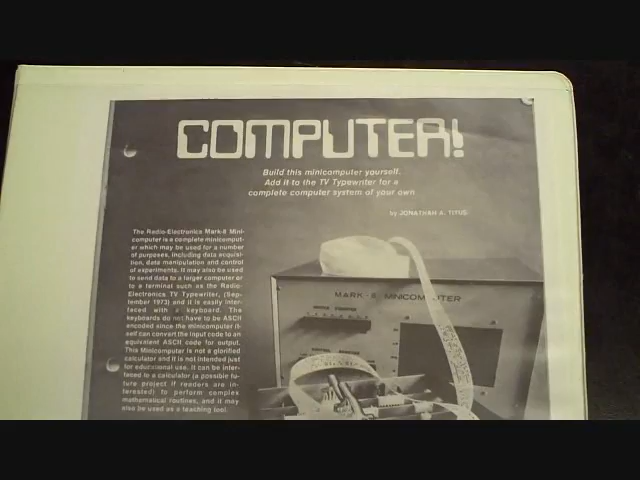 COMPUTER!
Build this minicomputer yourself.
Add it to the TV Typewriter for a
complete computer system of your own
by JONATHAN A. TITUS
The Radio-Electronics Mark-8 Mini-
computer is a complete minicomput-
er which may be used for a number
of purposes, including data acquisi-
tion, data manipulation and control
of experiments. It may also be used
to send data to a larger computer or
to a terminal such as the Radio-
Electronics TV Typewriter, (Sep-
tember 1973) and it is easily inter-
faced with a keyboard. The
keyboards do not have to be ASCII
encoded since the minicomputer it-
self can convert the input code to an
equivalent ASCII code for output.
This Minicomputer is not a glorified
calculator and it is not intended just
for educational use. It can be inter-
faced to a calculator (a possible fu-
ture project if readers are in-
terested) to perform complex
mathematical routines, and it may
also be used as a teaching tool.
MARK-8 MINICOMPUTER